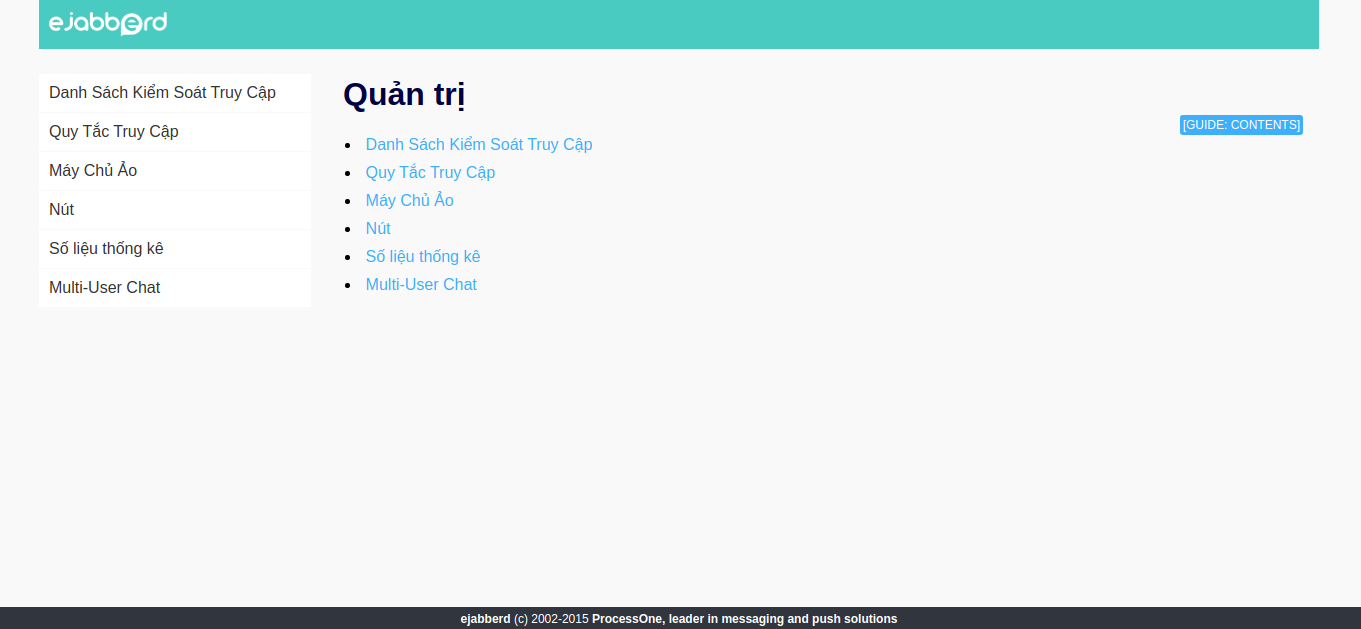 ejabberd
Danh Sách Kiểm Soát Truy Cập
Quy Tắc Truy Cập
Máy Chủ Ảo
Nút
Số liệu thống kê
Multi-User Chat
Quản trị
[GUIDE: CONTENTS]
Danh Sách Kiểm Soát Truy Cập
Quy Tắc Truy Cập
Máy Chủ Ảo
Nút
Số liệu thống kê
Multi-User Chat
ejabberd (c) 2002-2015 ProcessOne, leader in messaging and push solutions